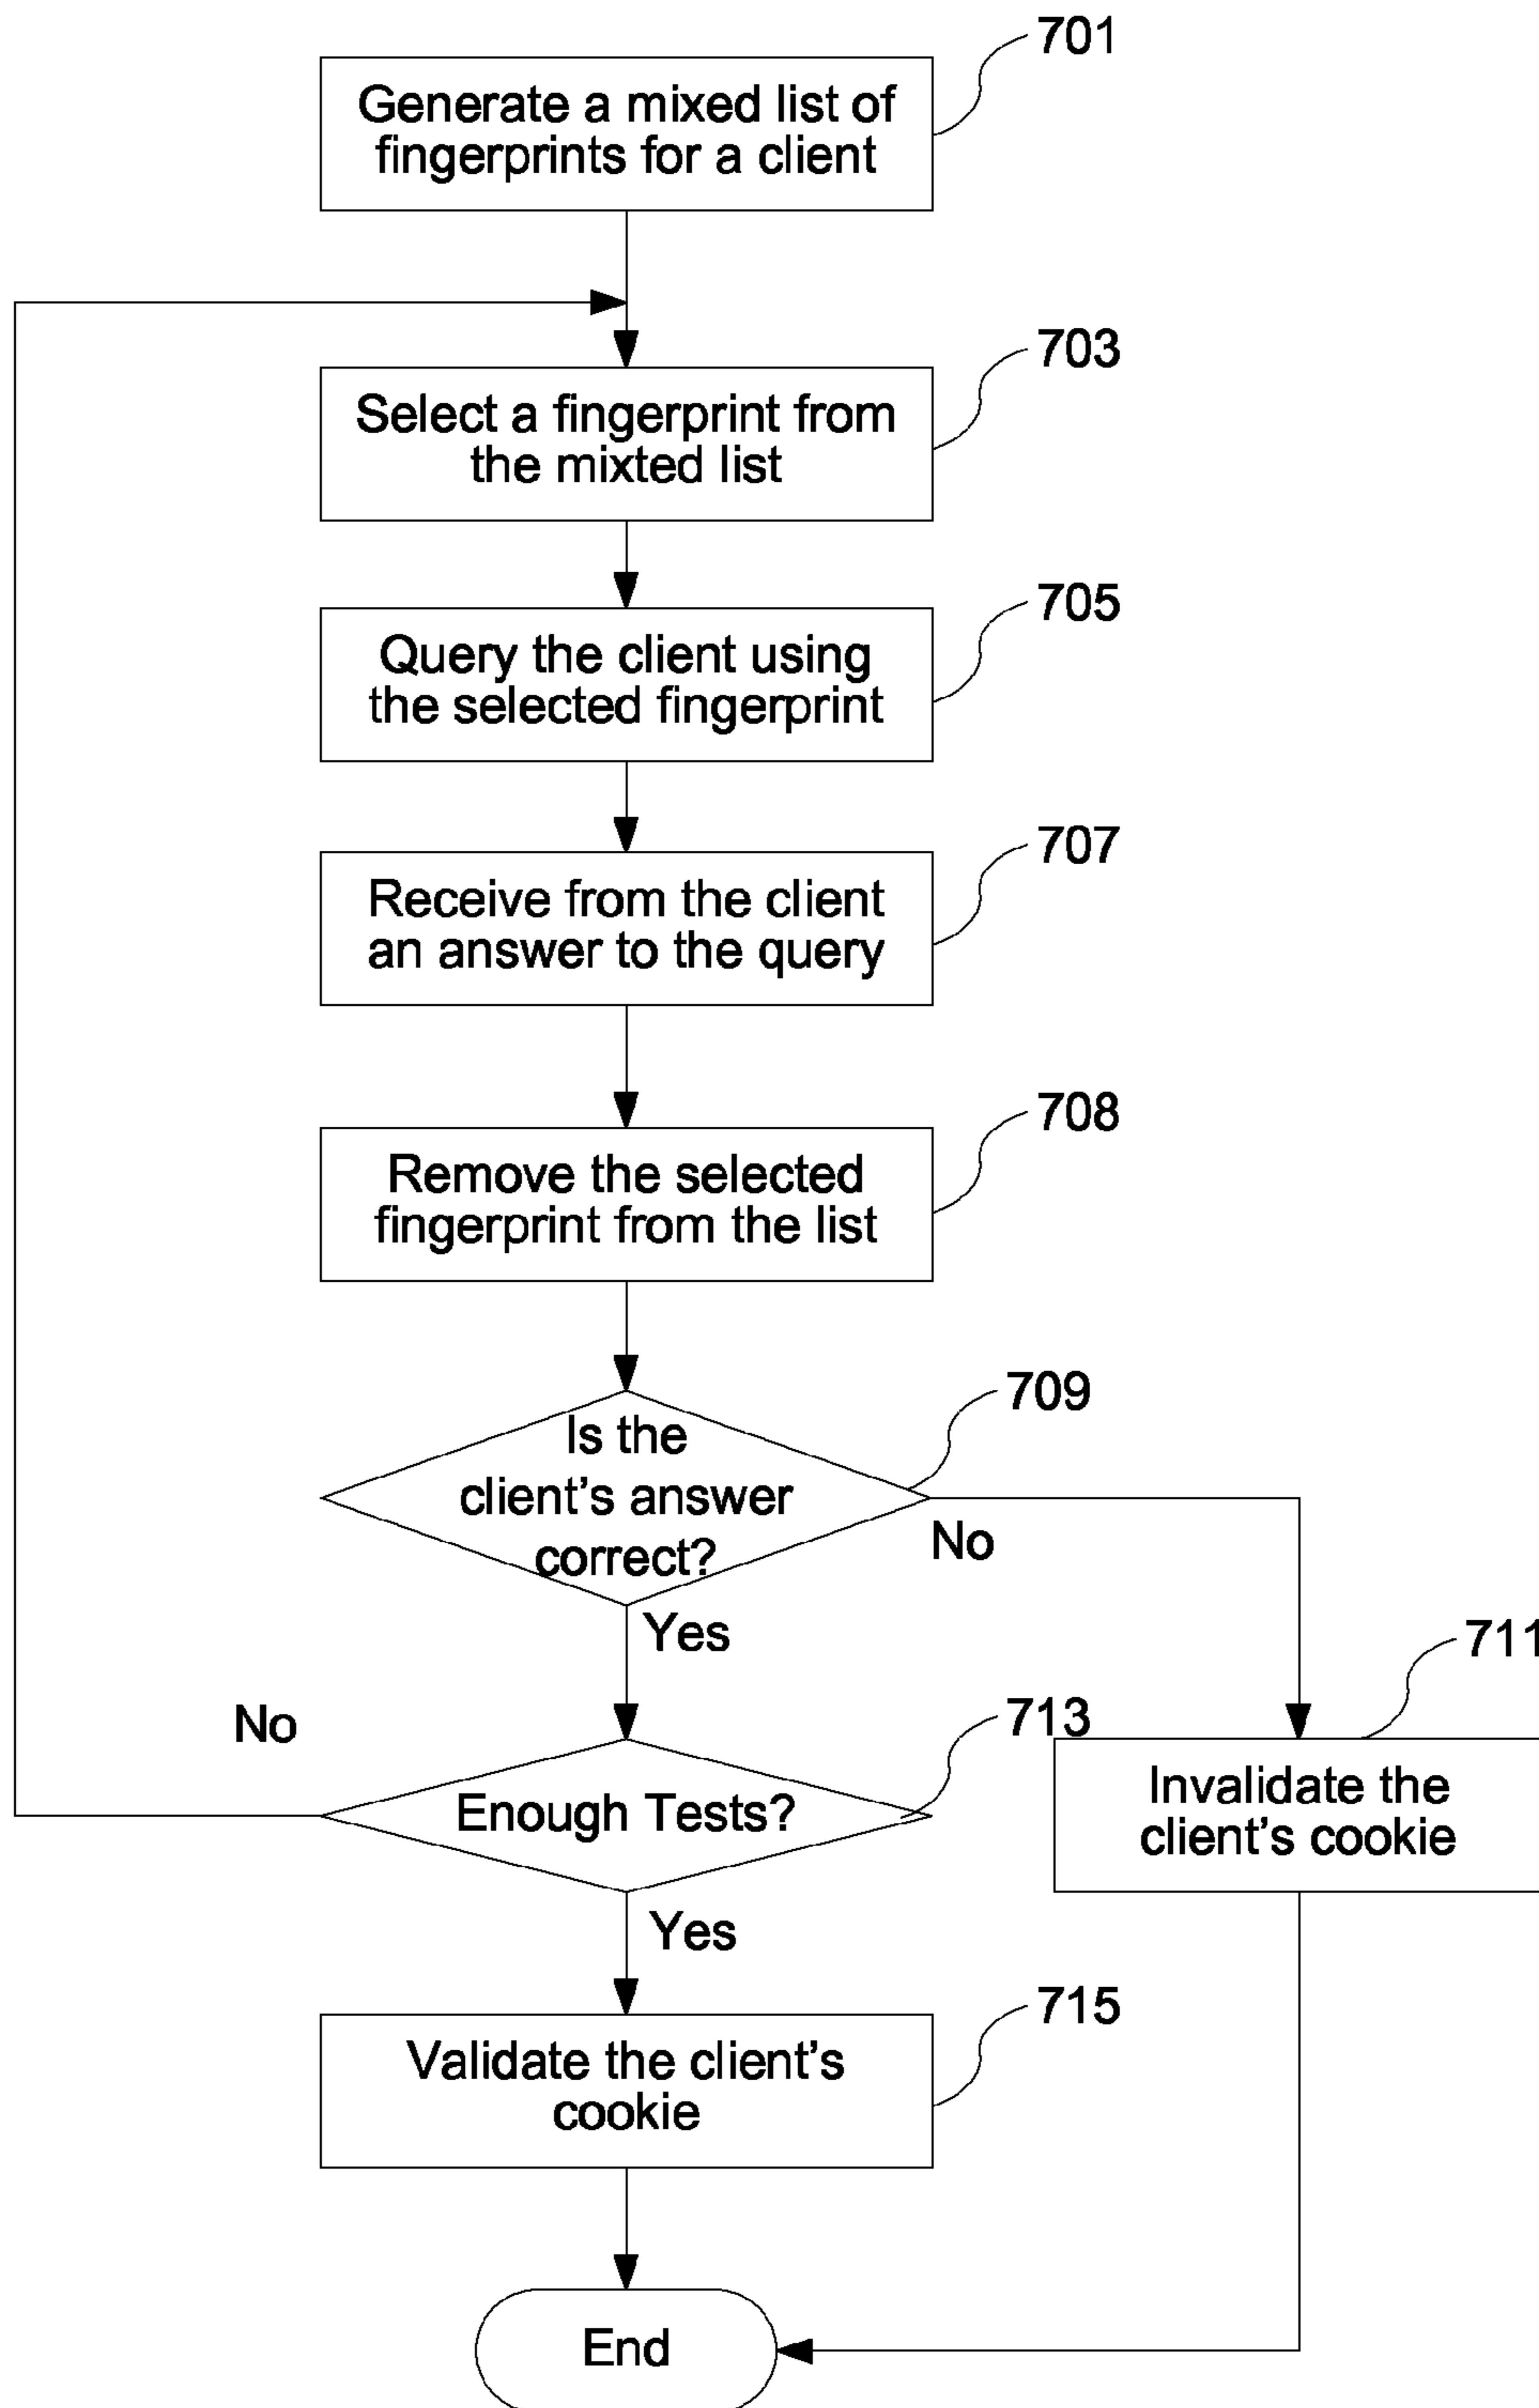 701
Generate a mixed list of
fingerprints for a client
703
Select a fingerprint from
the mixted list
705
Query the client using
the selected fingerprint
707
Receive from the client
an answer to the query
708
Remove the selected
fingerprint from the list
709
Is the
client's answer
correct?
No
Yes
711
No
713
Invalidate the
client's cookie
Enough Tests?
Yes
715
Validate the client's
cookie
End